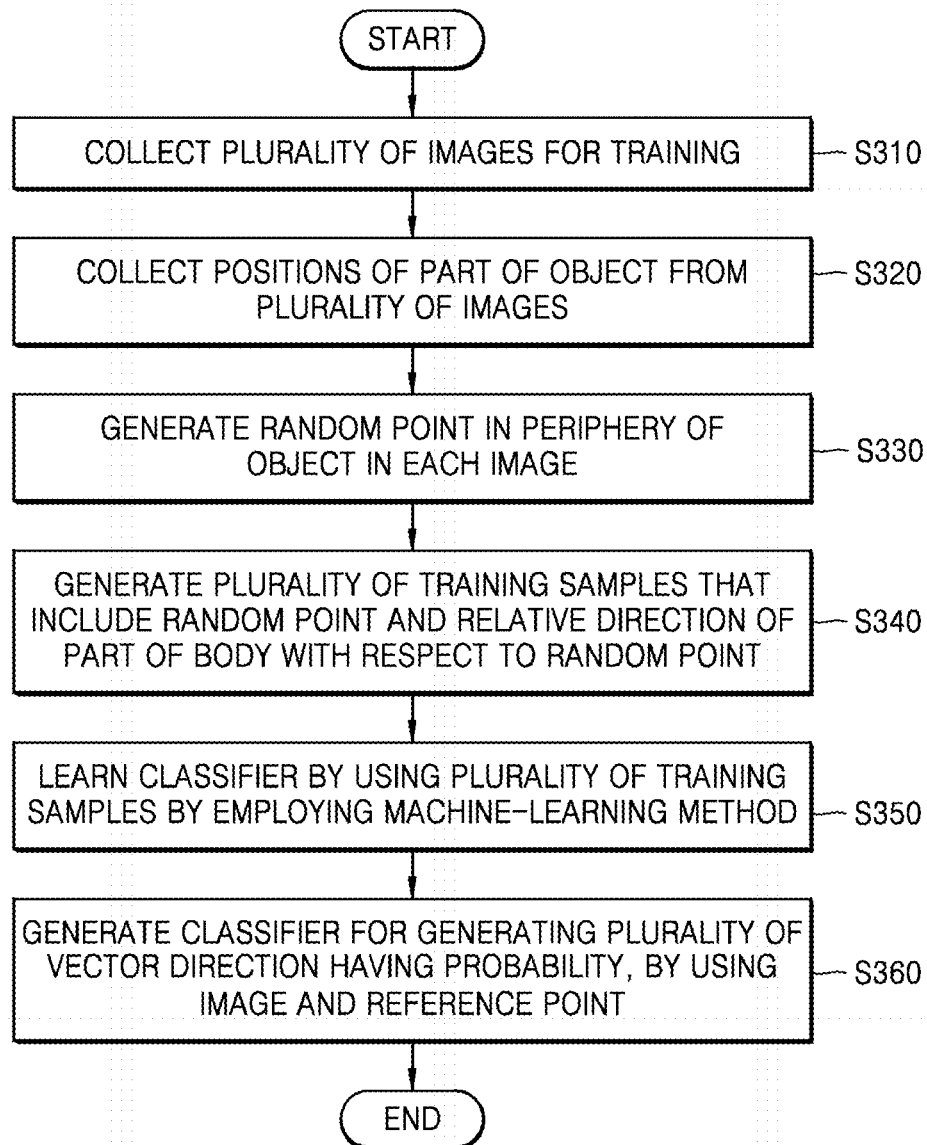 START
COLLECT PLURALITY OF IMAGES FOR TRAINING
S310
COLLECT POSITIONS OF PART OF OBJECT FROM
PLURALITY OF IMAGES
S320
GENERATE RANDOM POINT IN PERIPHERY OF
OBJECT IN EACH IMAGE
S330
GENERATE PLURALITY OF TRAINING SAMPLES THAT
INCLUDE RANDOM POINT AND RELATIVE DIRECTION OF
PART OF BODY WITH RESPECT TO RANDOM POINT
S340
LEARN CLASSIFIER BY USING PLURALITY OF TRAINING
SAMPLES BY EMPLOYING MACHINE-LEARNING METHOD
S350
GENERATE CLASSIFIER FOR GENERATING PLURALITY OF
VECTOR DIRECTION HAVING PROBABILITY, BY USING
IMAGE AND REFERENCE POINT
S360
END